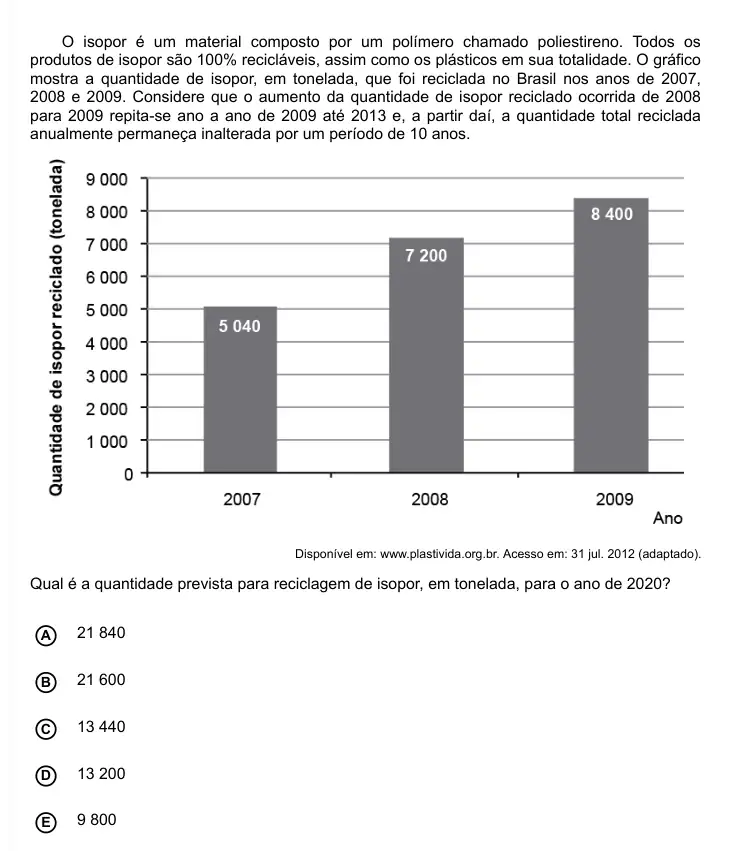 O isopor é um material composto por um polímero chamado poliestireno. Todos os
produtos de isopor são 100% recicláveis, assim como os plásticos em sua totalidade. O gráfico
mostra a quantidade de isopor, em tonelada, que foi reciclada no Brasil nos anos de 2007,
2008 e 2009. Considere que o aumento da quantidade de isopor reciclado ocorrida de 2008
para 2009 repita-se ano a ano de 2009 até 2013 e, a partir daí, a quantidade total reciclada
anualmente permaneça inalterada por um período de 10 anos.
Quantidade de isopor reciclado (tonelada)
9 000
8 000
7 000
6 000
5 000
4 000
3 000
2 000
1 000
0
5 040
7 200
8 400
2007
2008
2009
Ano
Disponível em: www.plastivida.org.br. Acesso em: 31 jul. 2012 (adaptado).
Qual é a quantidade prevista para reciclagem de isopor, em tonelada, para o ano de 2020?
A 21 840
B 21 600
C 13 440
D 13 200
E 9 800